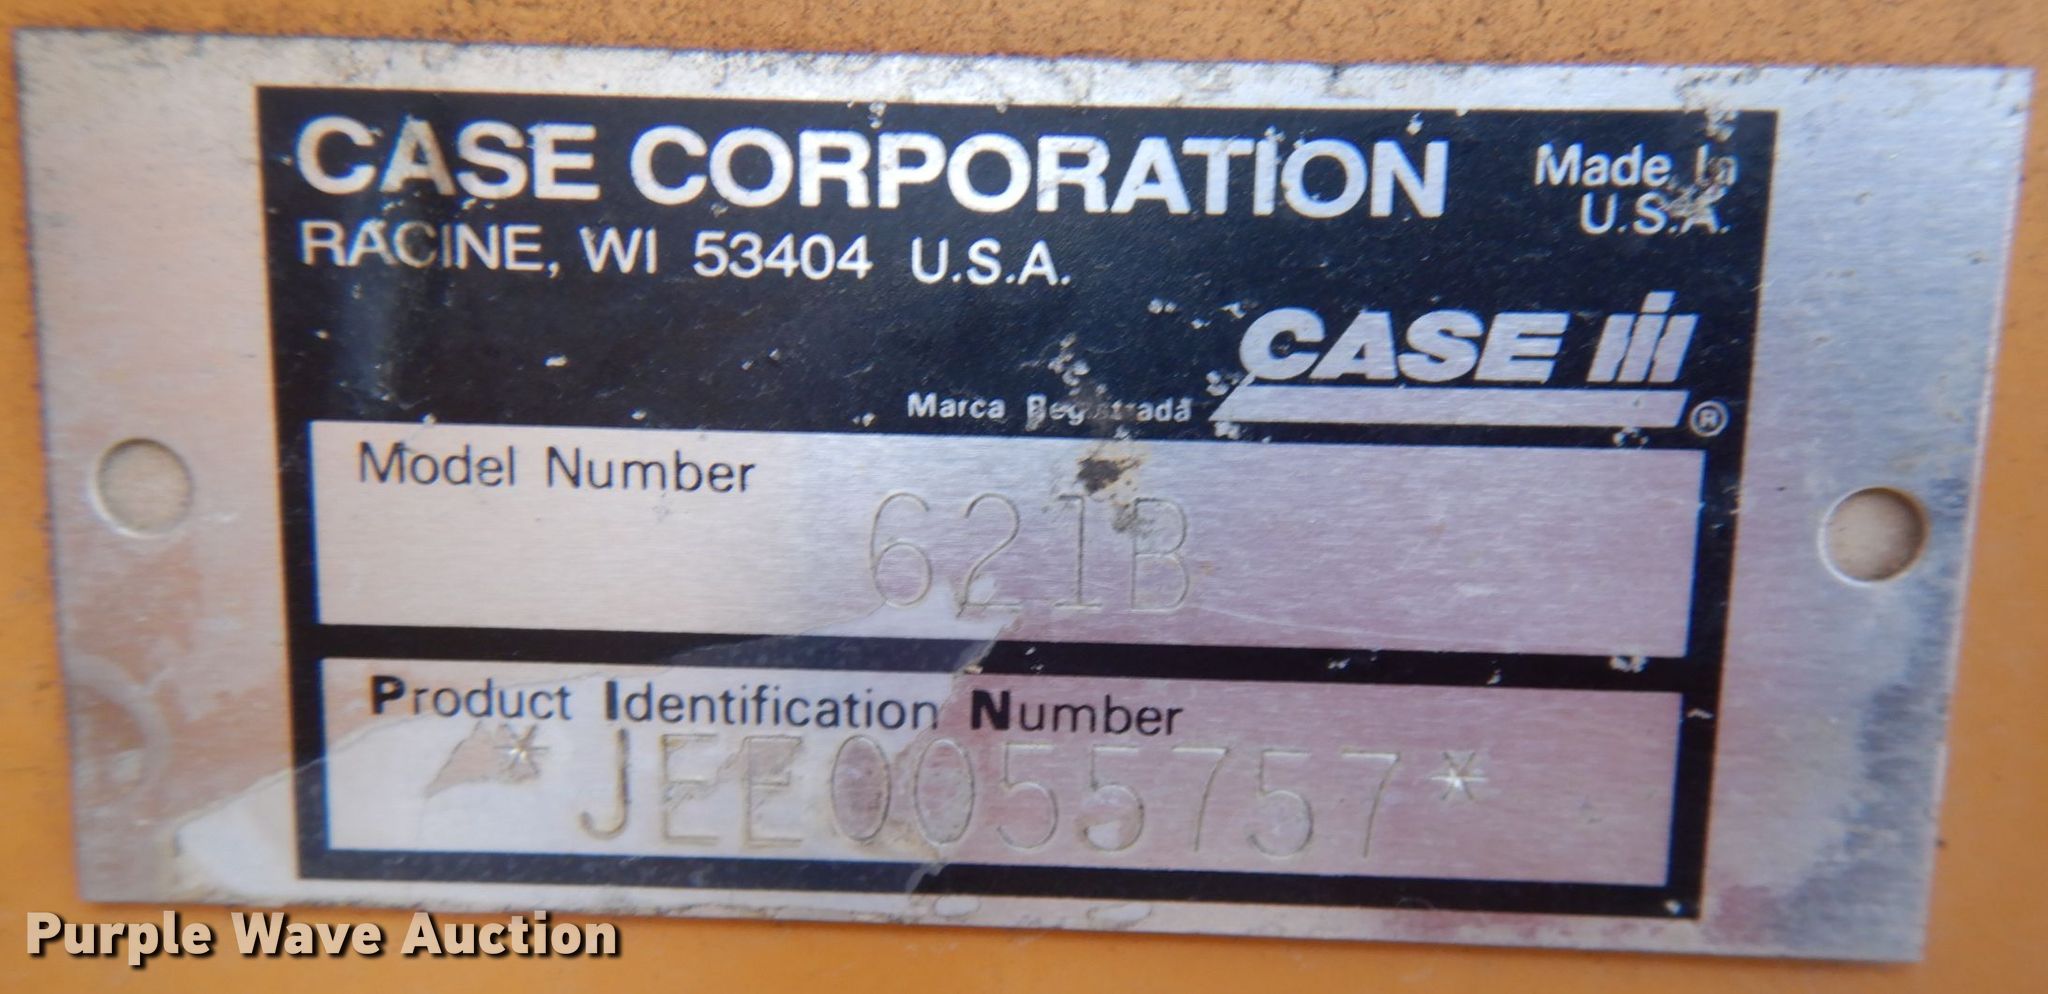 CASE CORPORATION
Made In
U.S.A.
RACINE, WI 53404 U.S.A.
CASE IH
Marca Registrada ®
Model Number
621B
Product Identification Number
*JEE0055757*
Purple Wave Auction